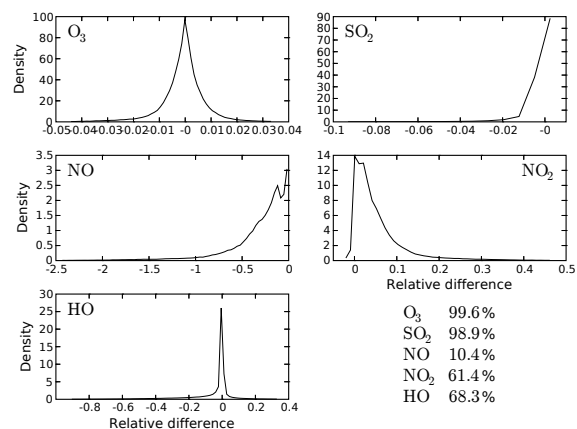 O3
Density
100
80
60
40
20
0
-0.05 -0.04 -0.03 -0.02 -0.01 -0 0.01 0.02 0.03 0.04
SO2
90
80
70
60
50
40
30
20
10
0
-0.1 -0.08 -0.06 -0.04 -0.02 -0
NO
Density
3.5
3
2.5
2
1.5
1
0.5
0
-2.5 -2 -1.5 -1 -0.5 0
NO2
14
12
10
8
6
4
2
0
0 0.1 0.2 0.3 0.4 0.5
Relative difference
HO
Density
30
25
20
15
10
5
0
-0.8 -0.6 -0.4 -0.2 0 0.2 0.4
Relative difference
O3 99.6%
SO2 98.9%
NO 10.4%
NO2 61.4%
HO 68.3%